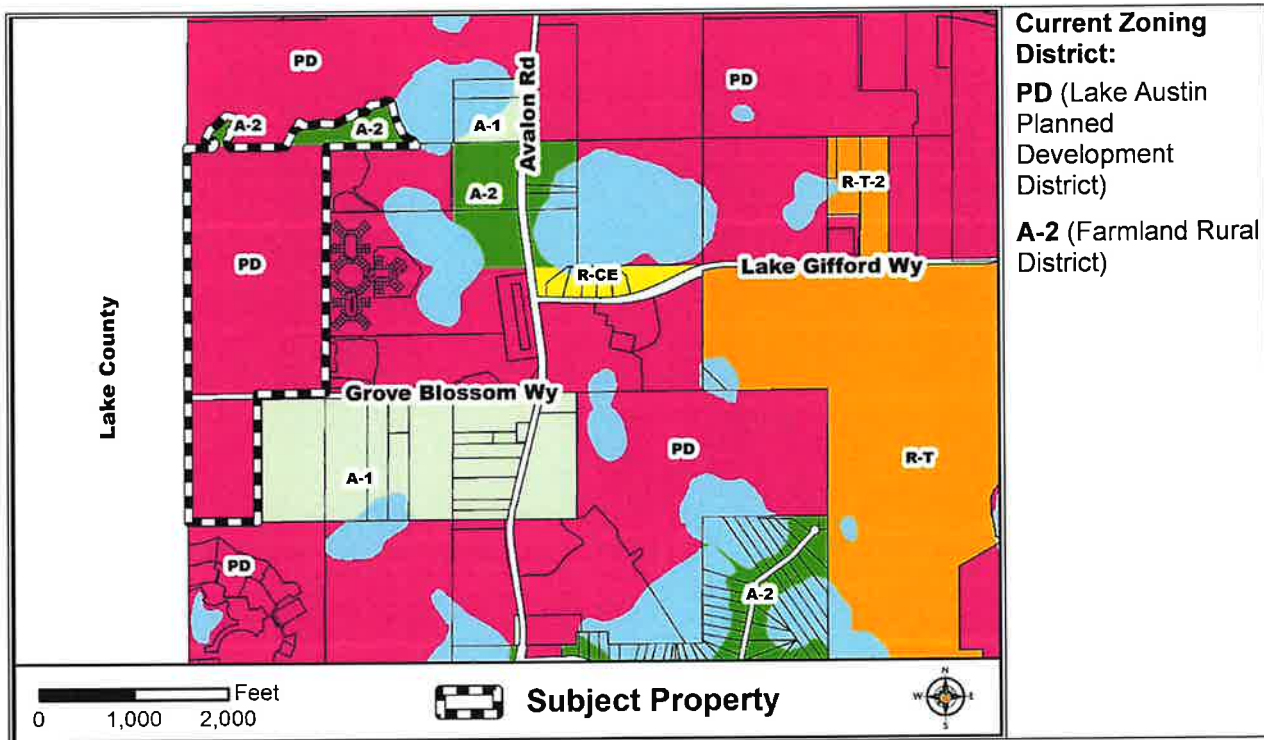 PD
PD
A-2
A-2
A-1
Avalon Rd
A-2
R-T-2
PD
R-CE
Lake Gifford Wy
Lake County
Grove Blossom Wy
A-1
PD
R-T
PD
A-2
Feet
0 1,000 2,000
Subject Property
N
W E
S
Current Zoning
District:
PD (Lake Austin
Planned
Development
District)
A-2 (Farmland Rural
District)